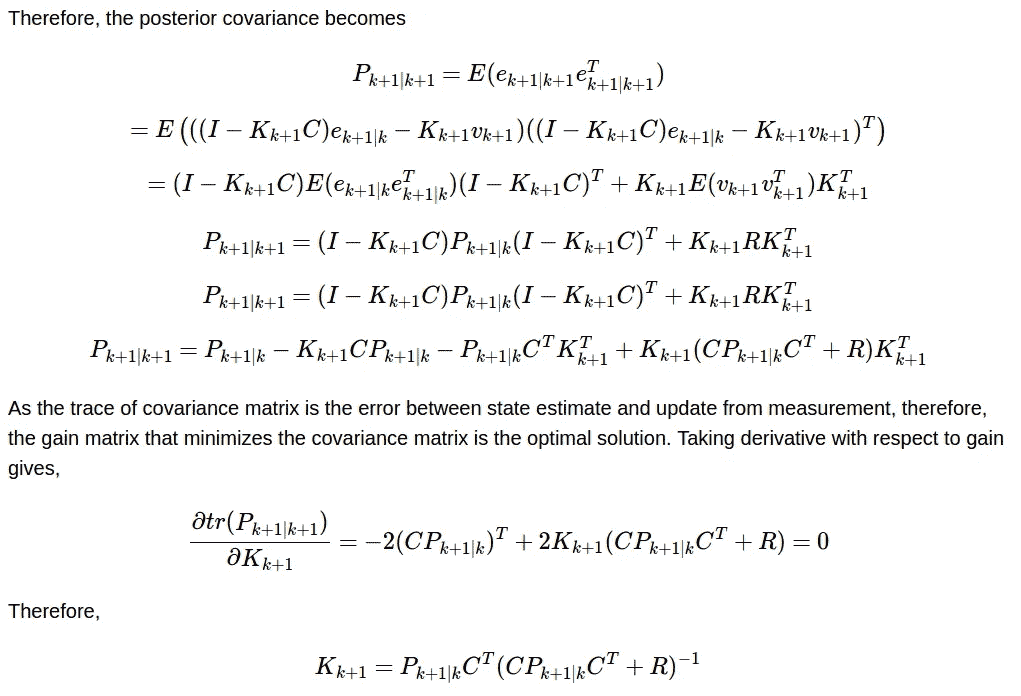 Therefore, the posterior covariance becomes
P_{k+1|k+1} = E(e_{k+1|k+1}e^T_{k+1|k+1})
= E(((I − K_{k+1}C)e_{k+1|k} − K_{k+1}v_{k+1})((I − K_{k+1}C)e_{k+1|k} − K_{k+1}v_{k+1})^T)
= (I − K_{k+1}C)E(e_{k+1|k}e^T_{k+1|k})(I − K_{k+1}C)^T + K_{k+1}E(v_{k+1}v^T_{k+1})K^T_{k+1}
P_{k+1|k+1} = (I − K_{k+1}C)P_{k+1|k}(I − K_{k+1}C)^T + K_{k+1}RK^T_{k+1}
P_{k+1|k+1} = (I − K_{k+1}C)P_{k+1|k}(I − K_{k+1}C)^T + K_{k+1}RK^T_{k+1}
P_{k+1|k+1} = P_{k+1|k} − K_{k+1}CP_{k+1|k} − P_{k+1|k}C^TK^T_{k+1} + K_{k+1}(CP_{k+1|k}C^T + R)K^T_{k+1}
As the trace of covariance matrix is the error between state estimate and update from measurement, therefore,
the gain matrix that minimizes the covariance matrix is the optimal solution. Taking derivative with respect to gain
gives,
∂tr(P_{k+1|k+1})/∂K_{k+1} = −2(CP_{k+1|k})^T + 2K_{k+1}(CP_{k+1|k}C^T + R) = 0
Therefore,
K_{k+1} = P_{k+1|k}C^T(CP_{k+1|k}C^T + R)^{−1}